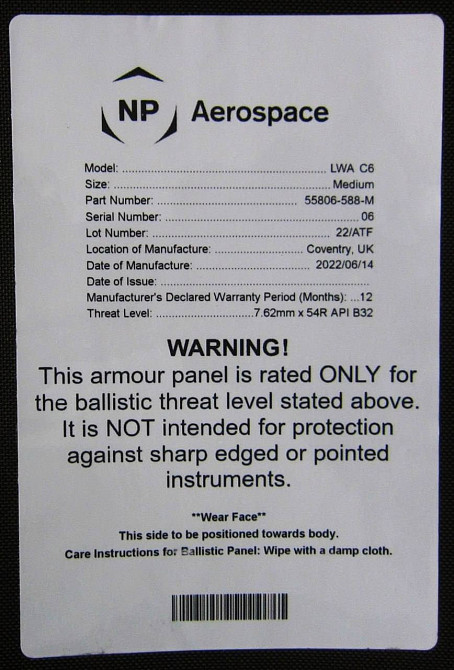 NP Aerospace
Model: ........................................................ LWA C6
Size: ........................................................ Medium
Part Number: ........................................ 55806-588-M
Serial Number: ........................................................ 06
Lot Number: .................................................. 22/ATF
Location of Manufacture: ........................ Coventry, UK
Date of Manufacture: .............................. 2022/06/14
Date of Issue: ........................................................
Manufacturer's Declared Warranty Period (Months): ...12
Threat Level: ............................7.62mm x 54R API B32
WARNING!
This armour panel is rated ONLY for
the ballistic threat level stated above.
It is NOT intended for protection
against sharp edged or pointed
instruments.
**Wear Face**
This side to be positioned towards body.
Care Instructions for Ballistic Panel: Wipe with a damp cloth.